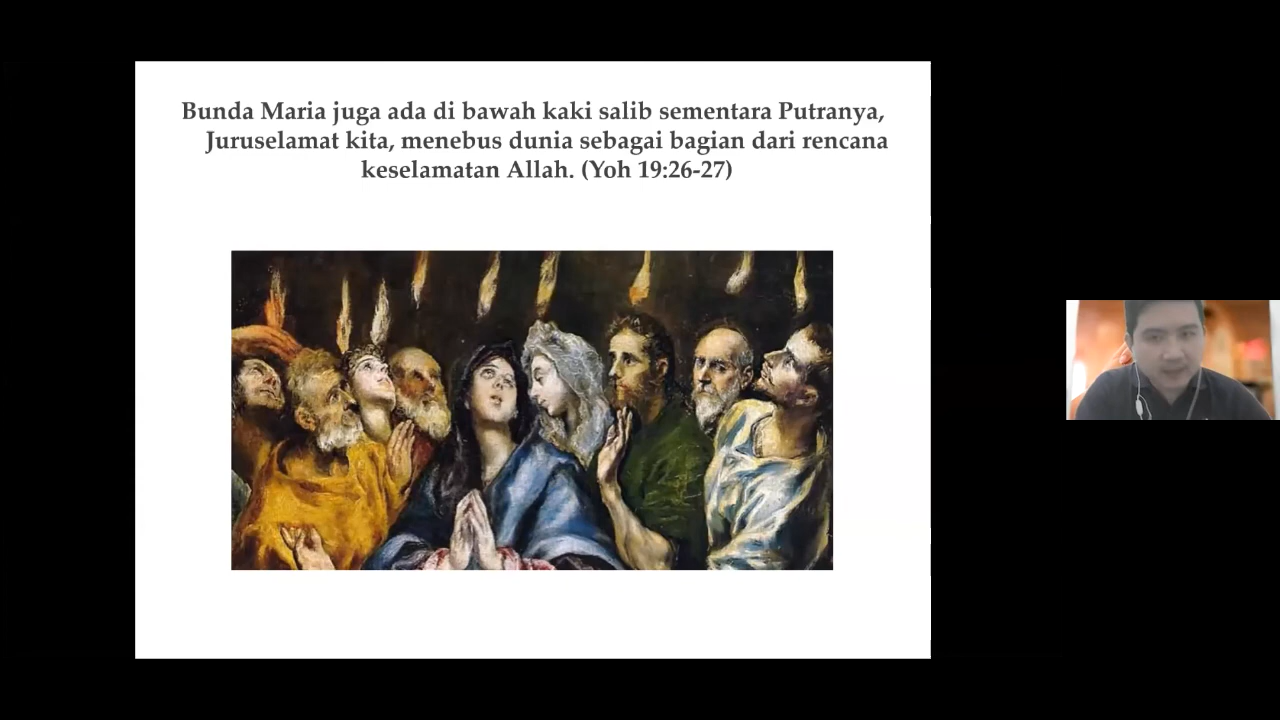 Bunda Maria juga ada di bawah kaki salib sementara Putranya,
Juruselamat kita, menebus dunia sebagai bagian dari rencana
keselamatan Allah. (Yoh 19:26-27)